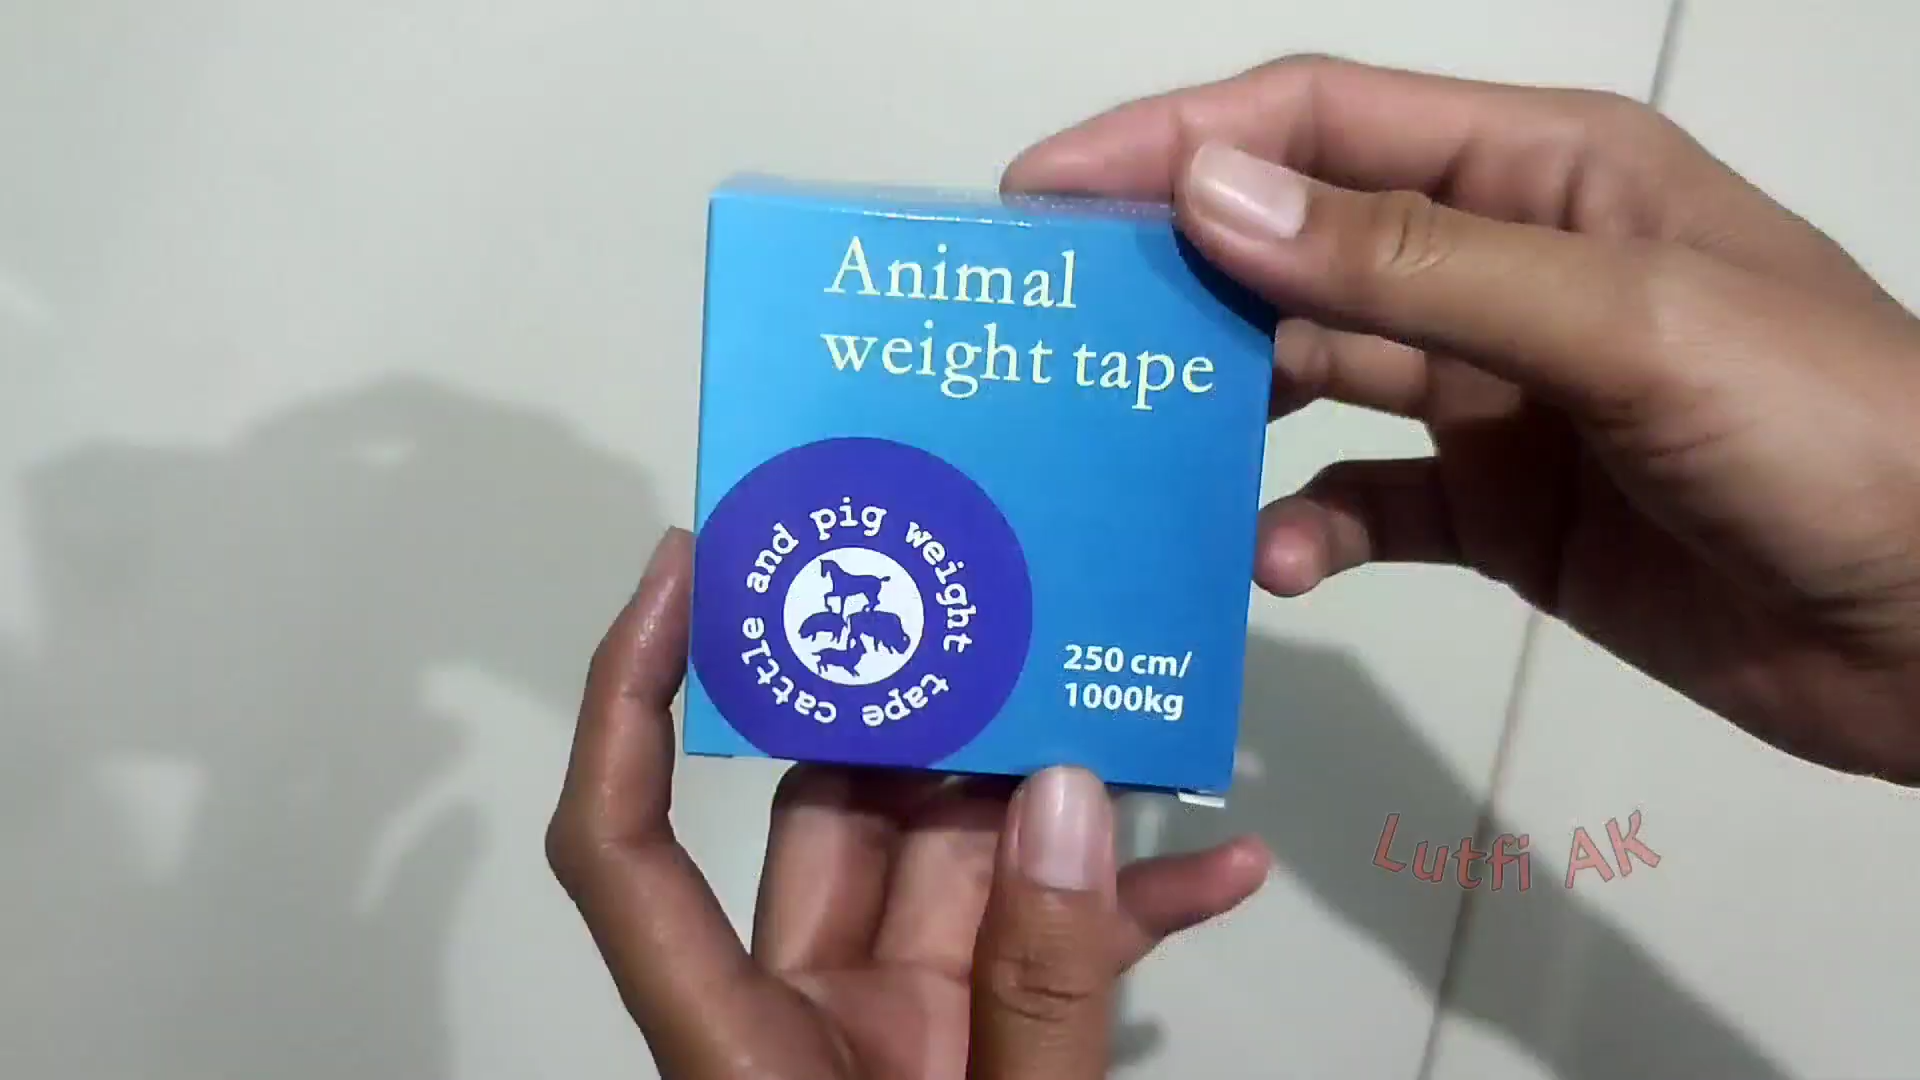 Animal
weight tape
cattle and pig weight tape
250 cm/
1000kg
Lutfi AK